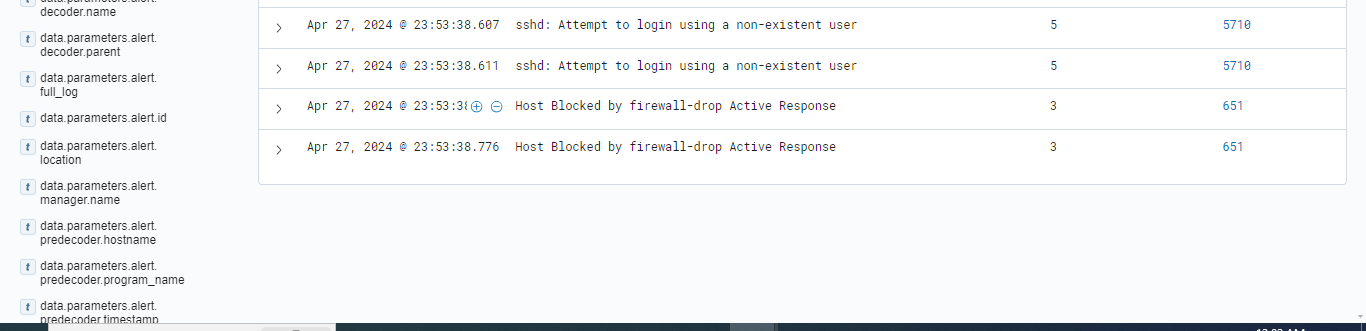 decoder.name
t data.parameters.alert.
decoder.parent
t data.parameters.alert.
full_log
t data.parameters.alert.id
t data.parameters.alert.
location
t data.parameters.alert.
manager.name
t data.parameters.alert.
predecoder.hostname
t data.parameters.alert.
predecoder.program_name
t data.parameters.alert.
predecoder.timestamp
Apr 27, 2024 @ 23:53:38.607 sshd: Attempt to login using a non-existent user 5 5710
Apr 27, 2024 @ 23:53:38.611 sshd: Attempt to login using a non-existent user 5 5710
Apr 27, 2024 @ 23:53:38 Host Blocked by firewall-drop Active Response 3 651
Apr 27, 2024 @ 23:53:38.776 Host Blocked by firewall-drop Active Response 3 651